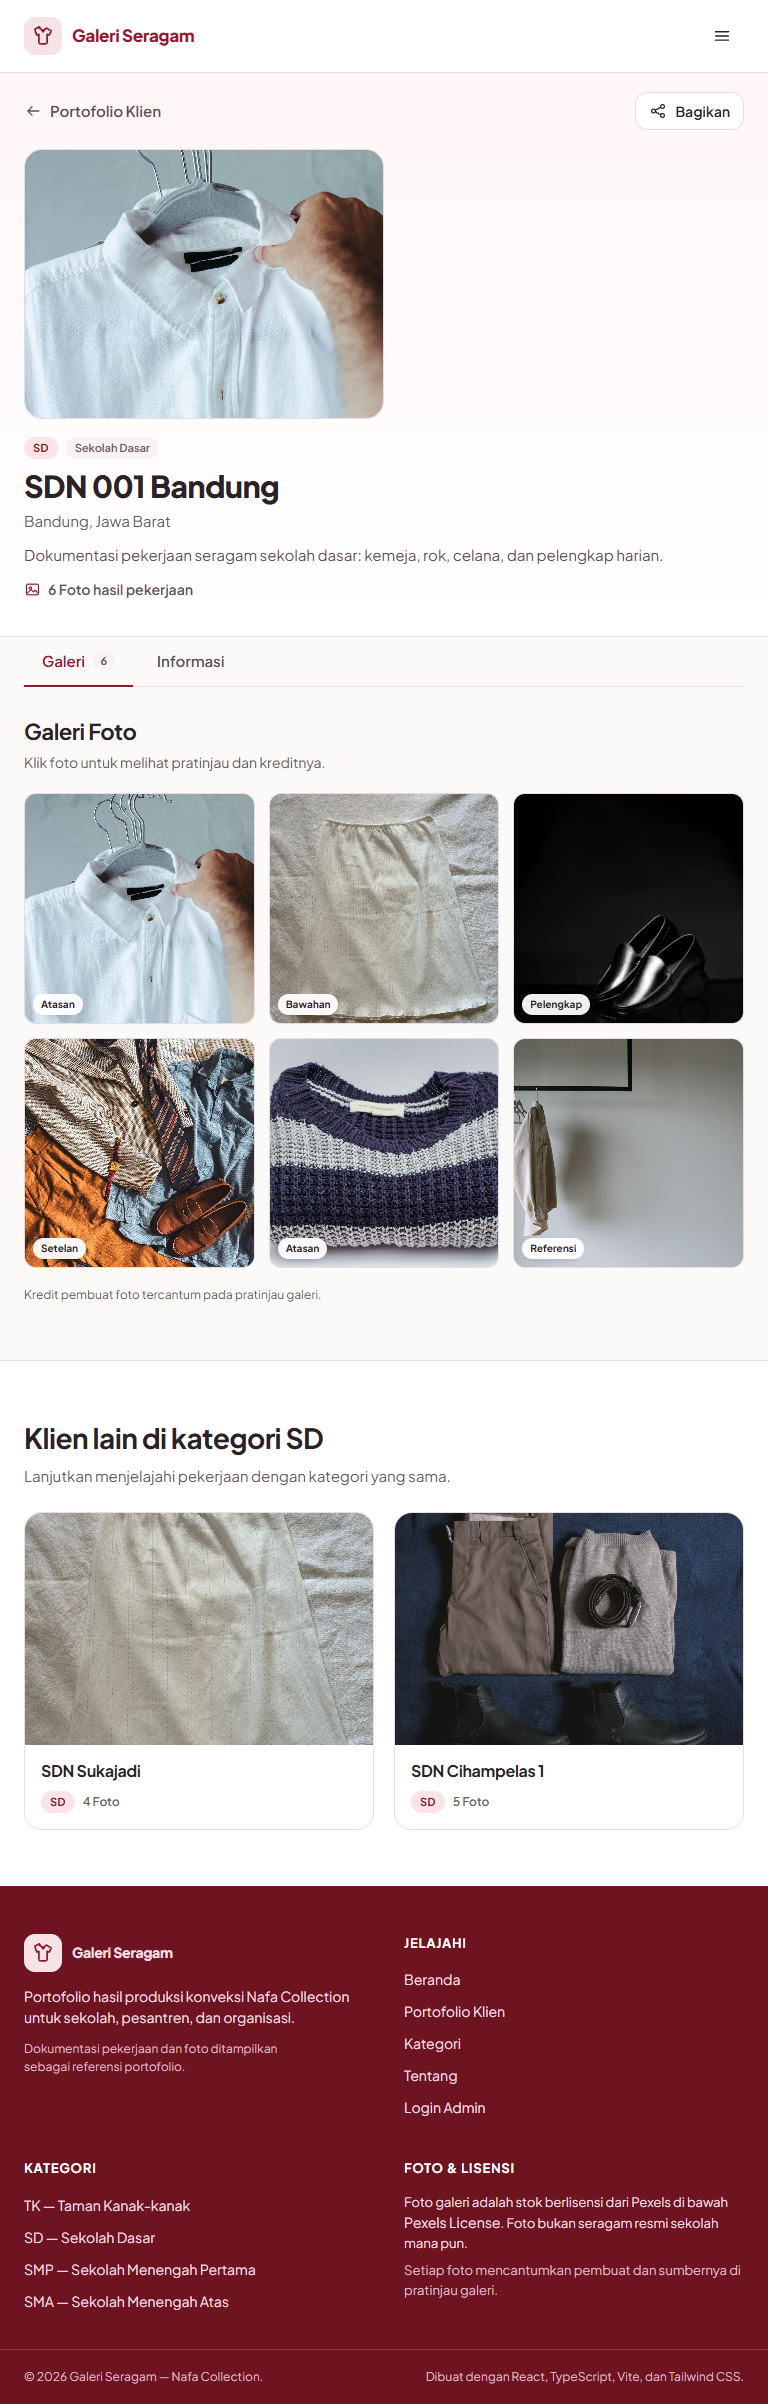 Galeri Seragam
Portofolio Klien
Bagikan
SD
Sekolah Dasar
SDN 001 Bandung
Bandung, Jawa Barat
Dokumentasi pekerjaan seragam sekolah dasar: kemeja, rok, celana, dan pelengkap harian.
6 Foto hasil pekerjaan
Galeri 6
Informasi
Galeri Foto
Klik foto untuk melihat pratinjau dan kreditnya.
Atasan
Bawahan
Pelengkap
Setelan
Atasan
Referensi
Kredit pembuat foto tercantum pada pratinjau galeri.
Klien lain di kategori SD
Lanjutkan menjelajahi pekerjaan dengan kategori yang sama.
SDN Sukajadi
SD 4 Foto
SDN Cihampelas 1
SD 5 Foto
Galeri Seragam
Portofolio hasil produksi konveksi Nafa Collection
untuk sekolah, pesantren, dan organisasi.
Dokumentasi pekerjaan dan foto ditampilkan
sebagai referensi portofolio.
JELAJAHI
Beranda
Portofolio Klien
Kategori
Tentang
Login Admin
KATEGORI
TK — Taman Kanak-kanak
SD — Sekolah Dasar
SMP — Sekolah Menengah Pertama
SMA — Sekolah Menengah Atas
FOTO & LISENSI
Foto galeri adalah stok berlisensi dari Pexels di bawah
Pexels License. Foto bukan seragam resmi sekolah
mana pun.
Setiap foto mencantumkan pembuat dan sumbernya di
pratinjau galeri.
© 2026 Galeri Seragam — Nafa Collection.
Dibuat dengan React, TypeScript, Vite, dan Tailwind CSS.